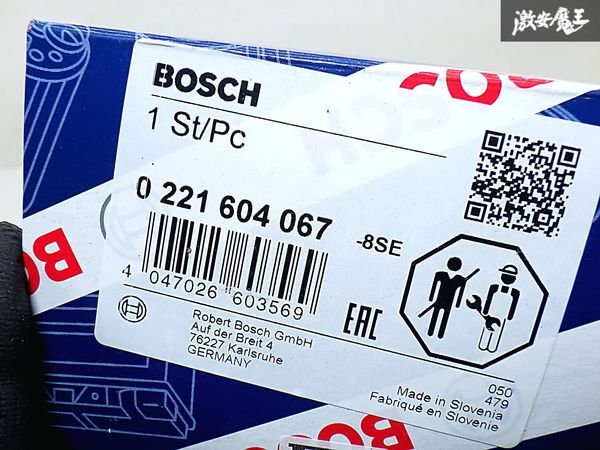 激安魔王
BOSCH
1 St/Pc
0 221 604 067
-8SE
4 047026 603569
EAC
Robert Bosch GmbH
Auf der Breit 4
76227 Karlsruhe
GERMANY
050
479
Made in Slovenia
Fabriqué en Slovenie